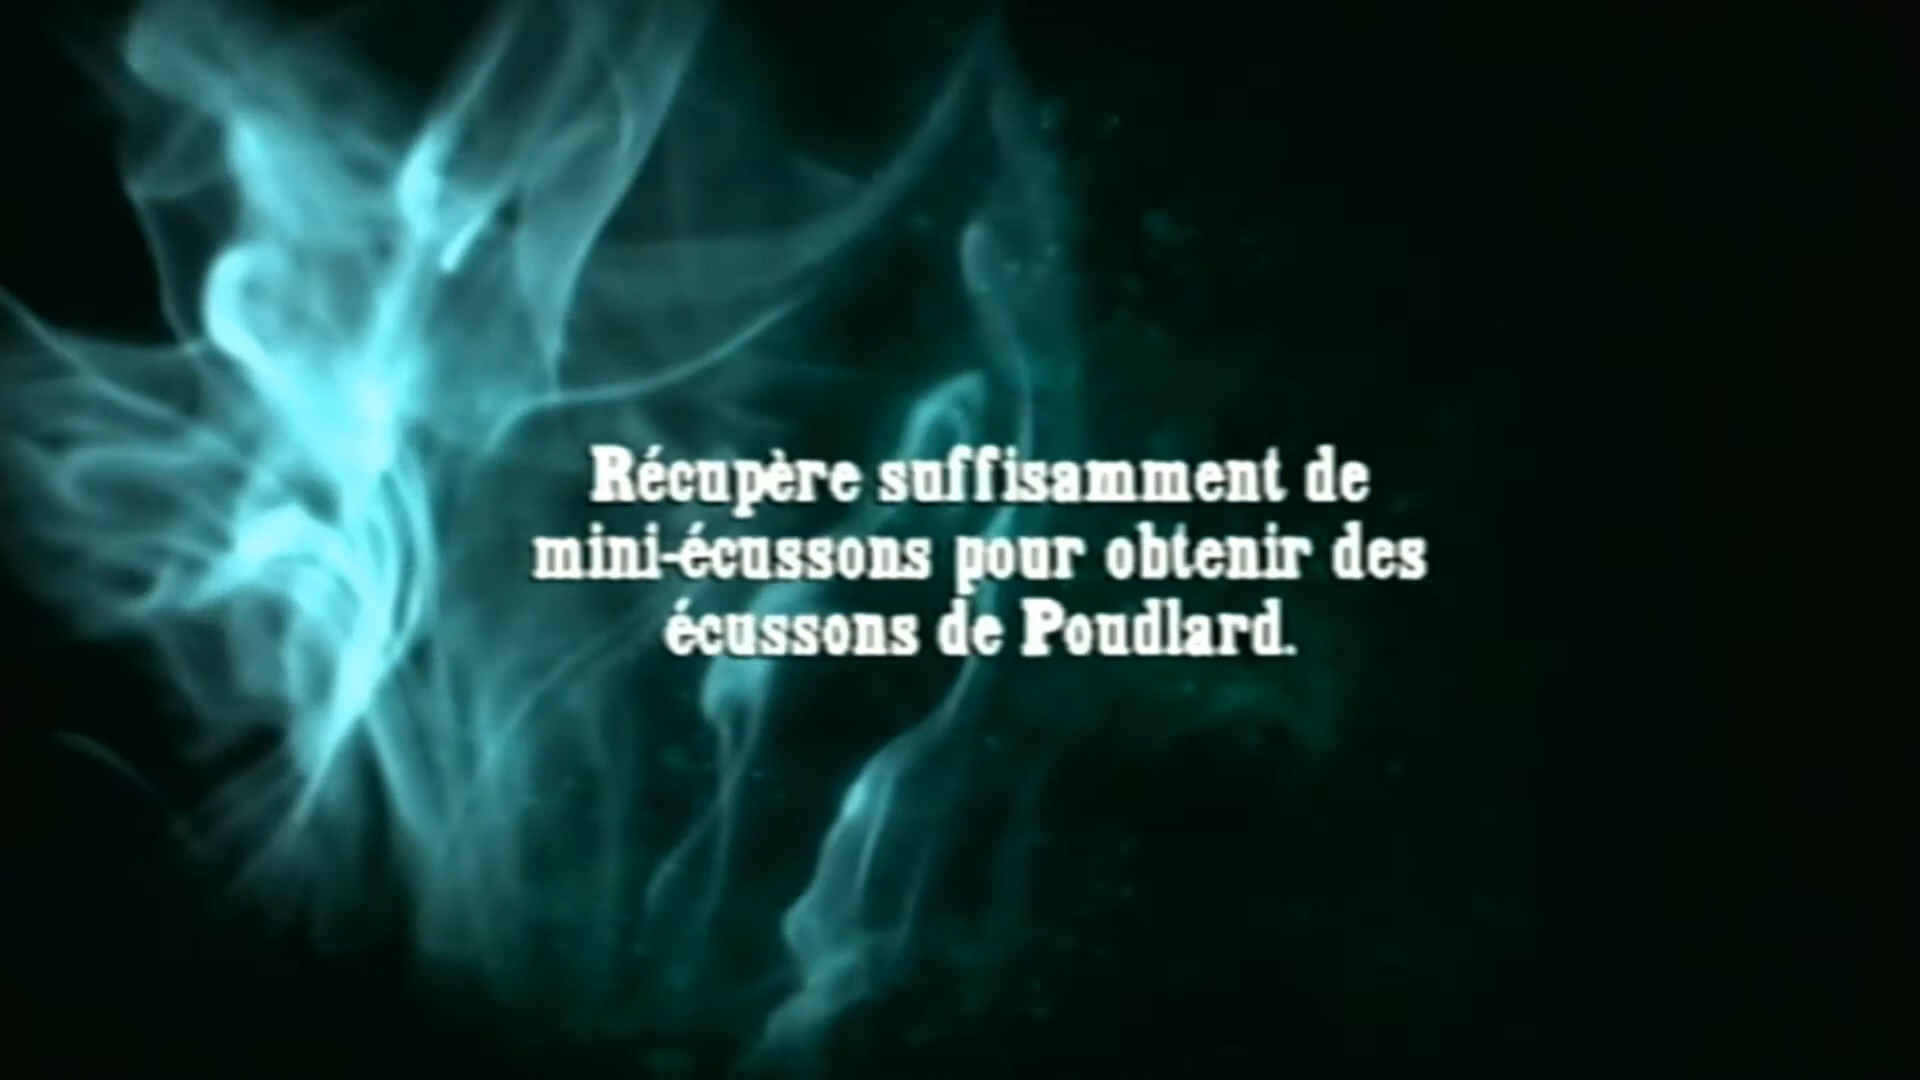 Récupère suffisamment de
mini-écussons pour obtenir des
écussons de Poudlard.